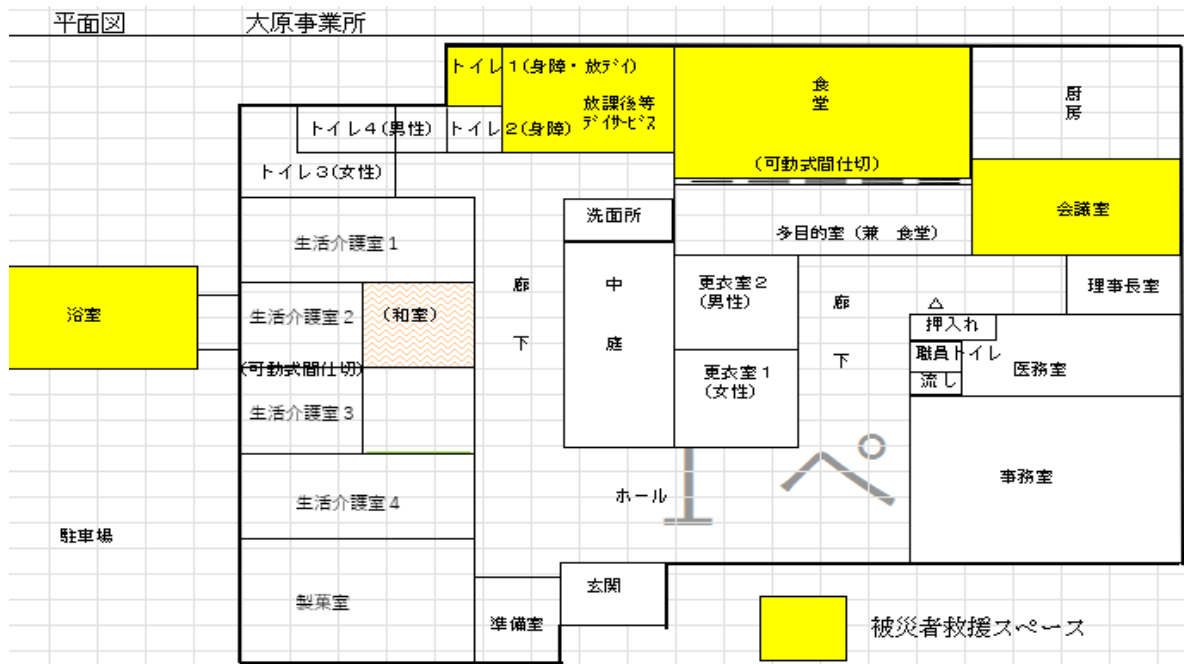 平面図
大原事業所
トイレ1(身障・放デイ)
食堂
厨房
放課後等
デイサービス
トイレ4(男性)
トイレ2(身障)
(可動式間仕切)
トイレ3(女性)
会議室
洗面所
多目的室(兼 食堂)
生活介護室1
廊下
中庭
更衣室2
(男性)
廊下
△
理事長室
浴室
生活介護室2
(和室)
押入れ
職員トイレ
医務室
(可動式間仕切)
更衣室1
(女性)
流し
生活介護室3
ペ
生活介護室4
ホール
事務室
駐車場
製菓室
玄関
準備室
被災者救援スペース